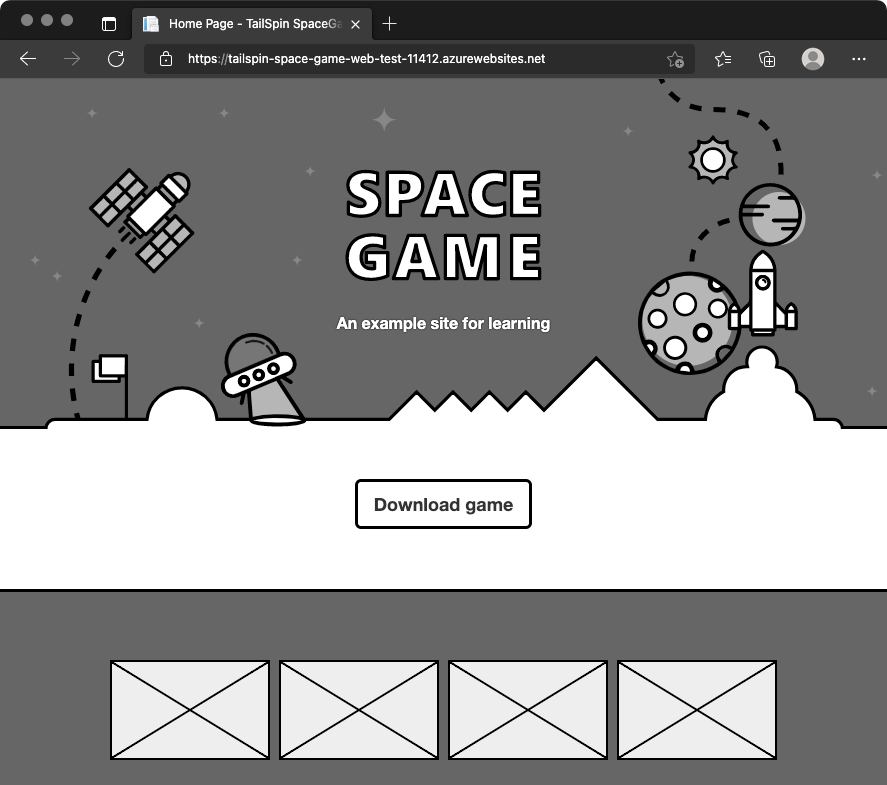 Home Page - TailSpin SpaceGa
https://tailspin-space-game-web-test-11412.azurewebsites.net
SPACE
GAME
An example site for learning
Download game